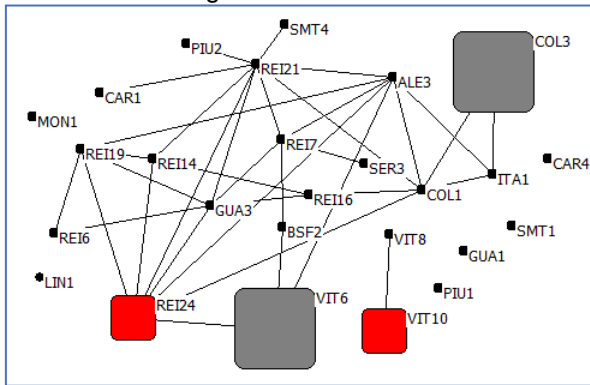 SMT4
COL3
PIU2
REI21
ALE3
CAR1
MON1
REI7
REI19
REI14
SER3
CAR4
ITA1
REI16
COL1
GUA3
REI6
BSF2
VIT8
SMT1
GUA1
LIN1
PIU1
REI24
VIT6
VIT10